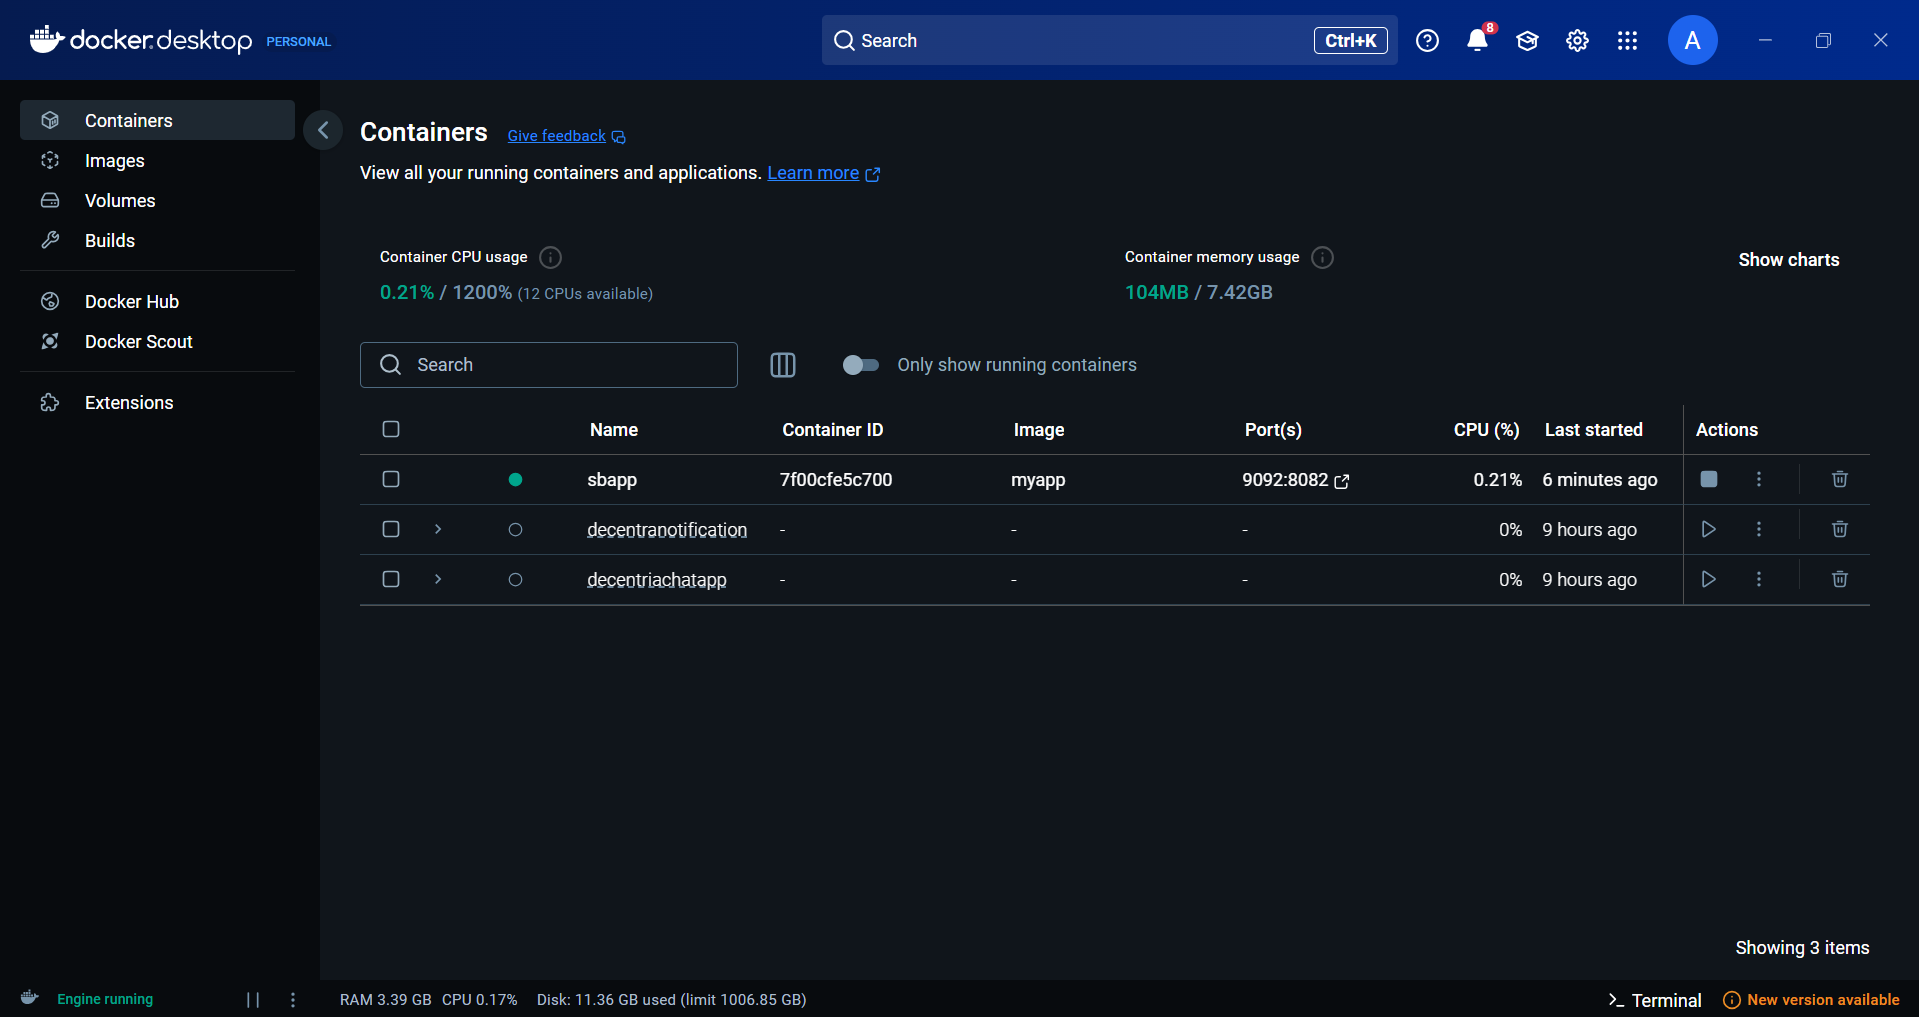 docker.desktop PERSONAL
Search Ctrl+K
8
A
Containers
Images
Volumes
Builds
Docker Hub
Docker Scout
Extensions
Containers Give feedback
View all your running containers and applications. Learn more
Container CPU usage
0.21% / 1200% (12 CPUs available)
Container memory usage
104MB / 7.42GB
Show charts
Search
Only show running containers
Name Container ID Image Port(s) CPU (%) Last started Actions
sbapp 7f00cfe5c700 myapp 9092:8082 0.21% 6 minutes ago
decentranotification - - - 0% 9 hours ago
decentriachatapp - - - 0% 9 hours ago
Showing 3 items
Engine running
RAM 3.39 GB CPU 0.17% Disk: 11.36 GB used (limit 1006.85 GB)
>_ Terminal
New version available